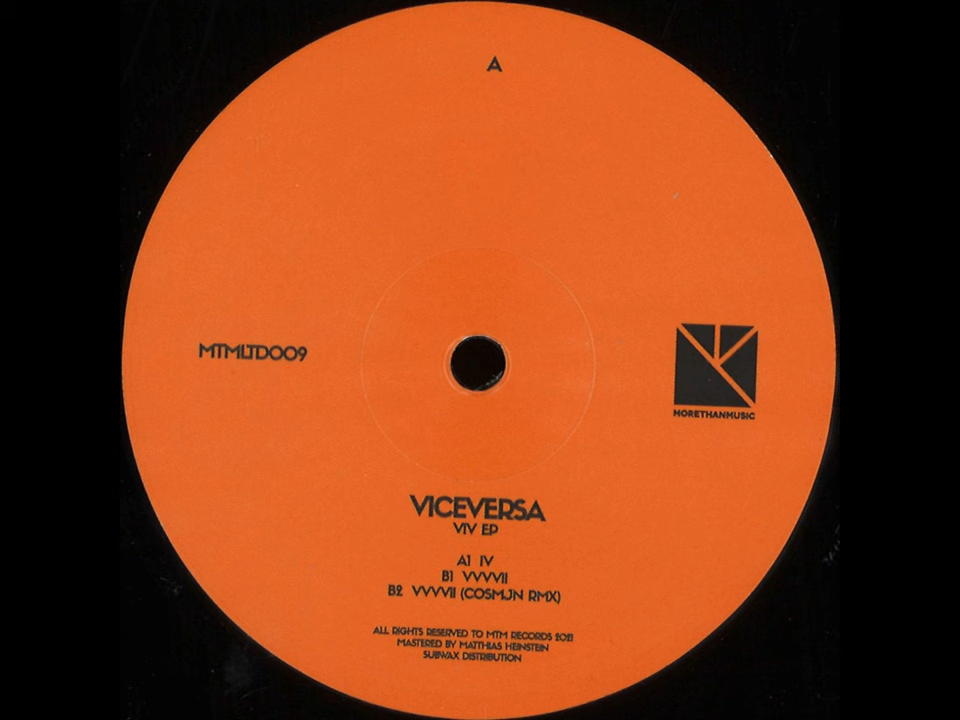 A
MTMLTD009
MORETHANMUSIC
VICEVERSA
VIV EP
A1 IV
B1 VVVVII
B2 VVVVII (COSMJN RMX)
ALL RIGHTS RESERVED TO MTM RECORDS 2021
MASTERED BY MATTHIAS HEINSTEIN
SUBWAX DISTRIBUTION